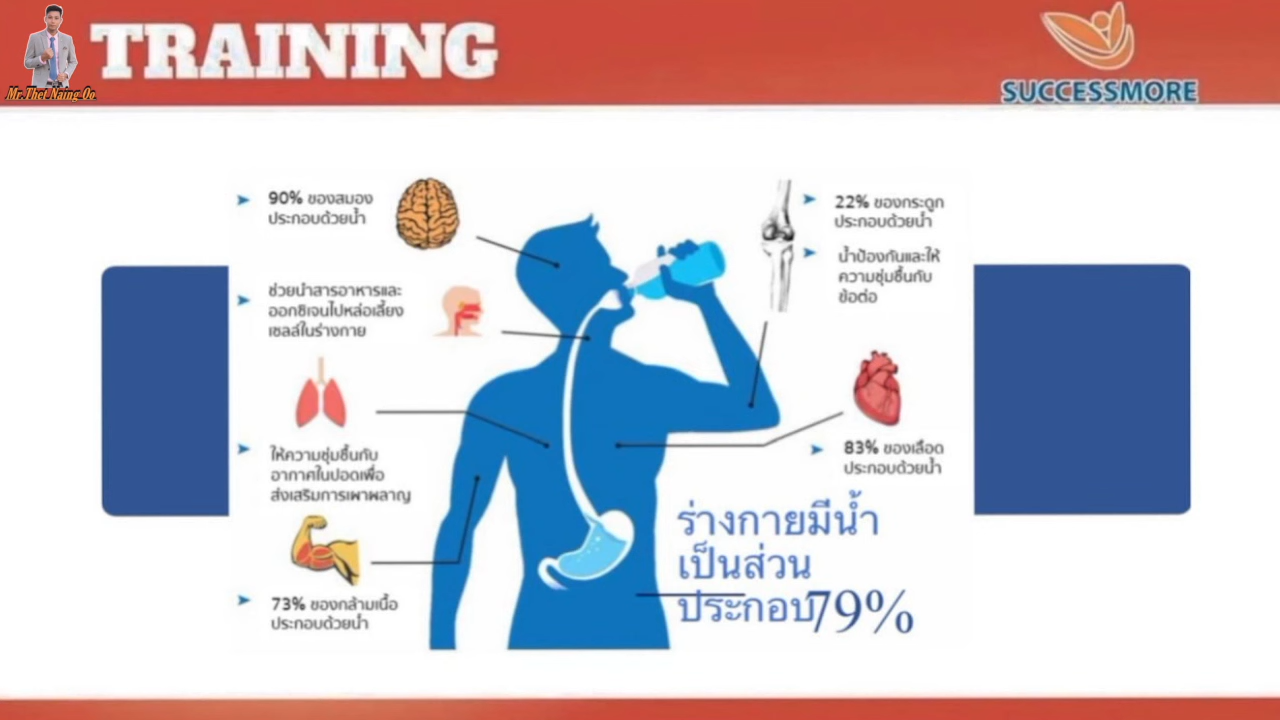 TRAINING
Mr.Thet Naing Oo
SUCCESSMORE
90% ของสมอง
ประกอบด้วยน้ำ
ช่วยนำสารอาหารและ
ออกซิเจนไปหล่อเลี้ยง
เซลล์ในร่างกาย
ให้ความชุ่มชื้นกับ
อากาศในปอดเพื่อ
ส่งเสริมการเผาผลาญ
73% ของกล้ามเนื้อ
ประกอบด้วยน้ำ
22% ของกระดูก
ประกอบด้วยน้ำ
น้ำป้องกันและให้
ความชุ่มชื้นกับ
ข้อต่อ
83% ของเลือด
ประกอบด้วยน้ำ
ร่างกายมีน้ำ
เป็นส่วน
ประกอบ79%